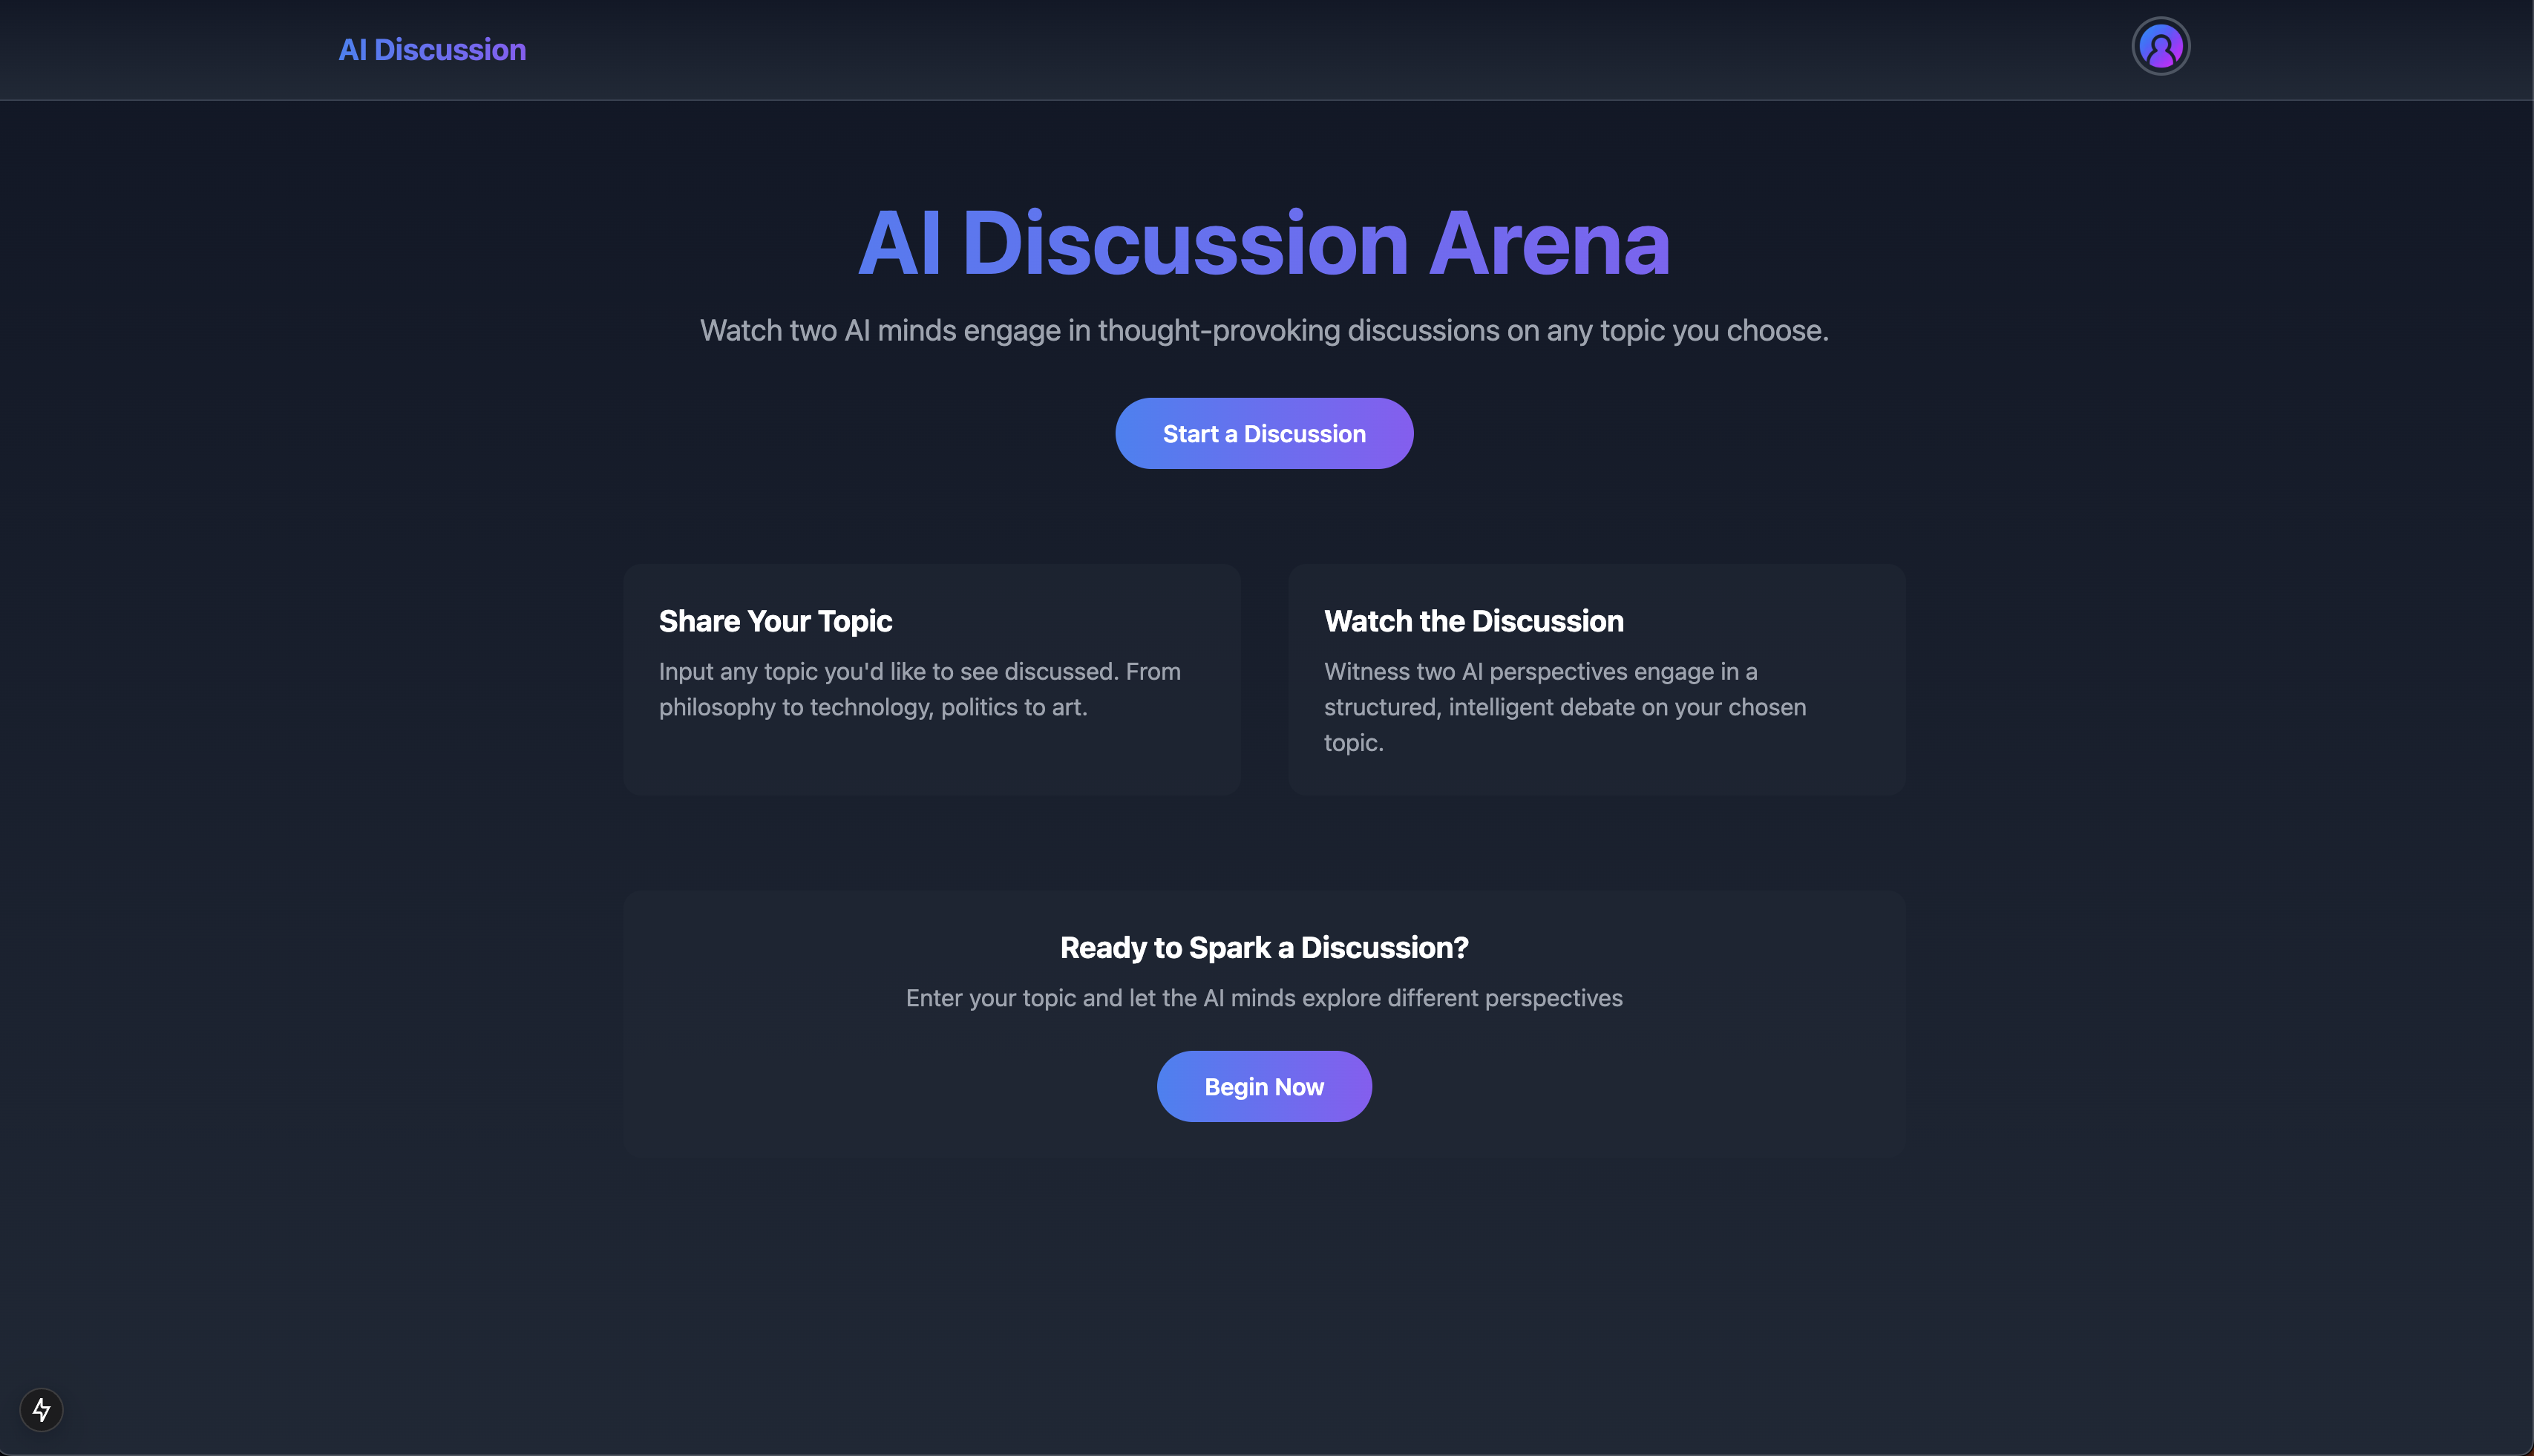 AI Discussion
AI Discussion Arena
Watch two AI minds engage in thought-provoking discussions on any topic you choose.
Start a Discussion
Share Your Topic
Input any topic you'd like to see discussed. From
philosophy to technology, politics to art.
Watch the Discussion
Witness two AI perspectives engage in a
structured, intelligent debate on your chosen
topic.
Ready to Spark a Discussion?
Enter your topic and let the AI minds explore different perspectives
Begin Now